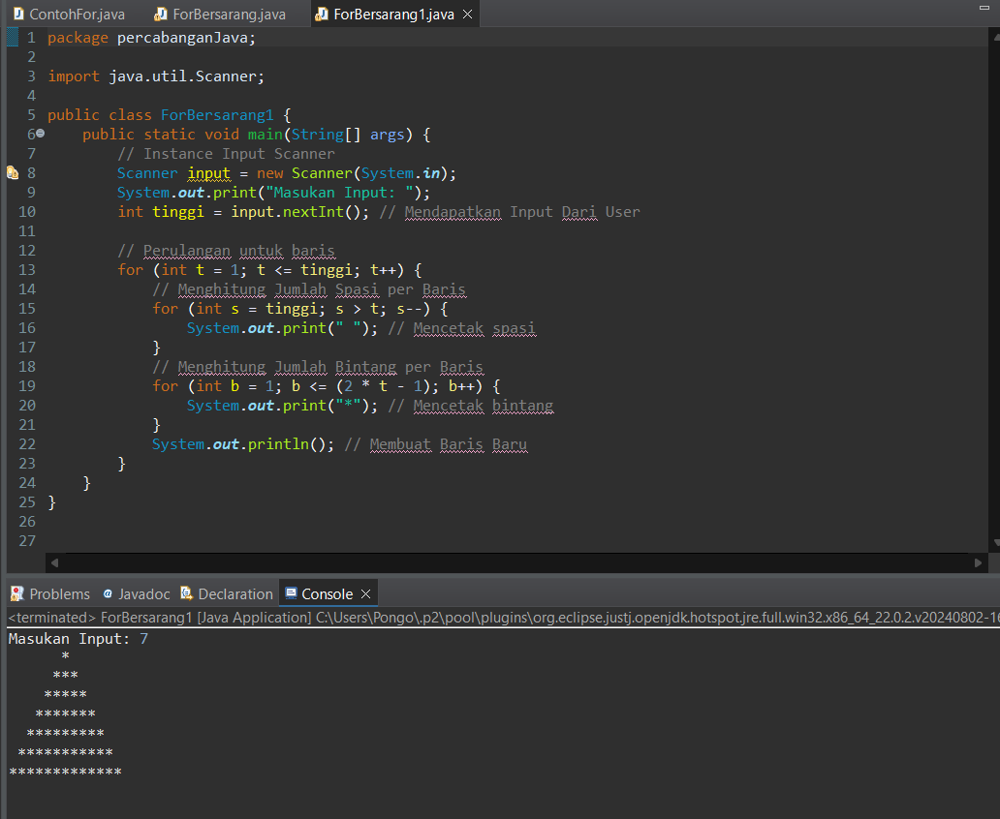 ContohFor.java ForBersarang.java ForBersarang1.java
1 package percabanganJava;
2
3 import java.util.Scanner;
4
5 public class ForBersarang1 {
6     public static void main(String[] args) {
7         // Instance Input Scanner
8         Scanner input = new Scanner(System.in);
9         System.out.print("Masukan Input: ");
10         int tinggi = input.nextInt(); // Mendapatkan Input Dari User
11
12         // Perulangan untuk baris
13         for (int t = 1; t <= tinggi; t++) {
14             // Menghitung Jumlah Spasi per Baris
15             for (int s = tinggi; s > t; s--) {
16                 System.out.print(" "); // Mencetak spasi
17             }
18             // Menghitung Jumlah Bintang per Baris
19             for (int b = 1; b <= (2 * t - 1); b++) {
20                 System.out.print("*"); // Mencetak bintang
21             }
22             System.out.println(); // Membuat Baris Baru
23         }
24     }
25 }
26
27
Problems Javadoc Declaration Console
<terminated> ForBersarang1 [Java Application] C:\Users\Pongo\.p2\pool\plugins\org.eclipse.justj.openjdk.hotspot.jre.full.win32.x86_64_22.0.2.v20240802-16
Masukan Input: 7
      *
     ***
    *****
   *******
  *********
 ***********
*************